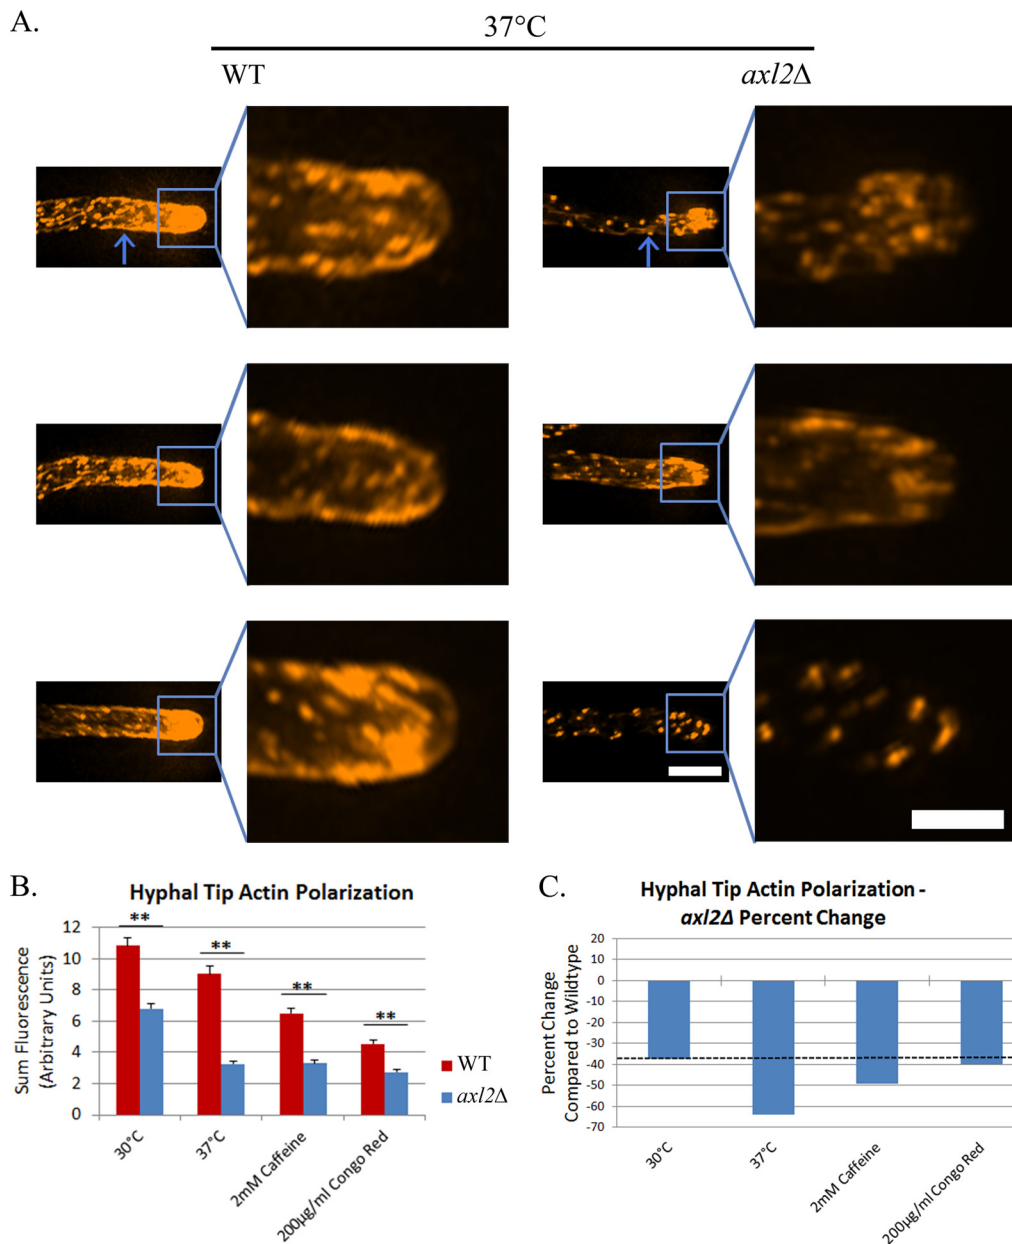 A.
37°C
WT
axl2Δ
B.
Hyphal Tip Actin Polarization
Sum Fluorescence
(Arbitrary Units)
12
10
8
6
4
2
0
**
**
**
**
30°C
37°C
2mM Caffeine
200µg/ml Congo Red
WT
axl2Δ
C.
Hyphal Tip Actin Polarization -
axl2Δ Percent Change
Percent Change
Compared to Wildtype
20
10
0
-10
-20
-30
-40
-50
-60
-70
30°C
37°C
2mM Caffeine
200µg/ml Congo Red